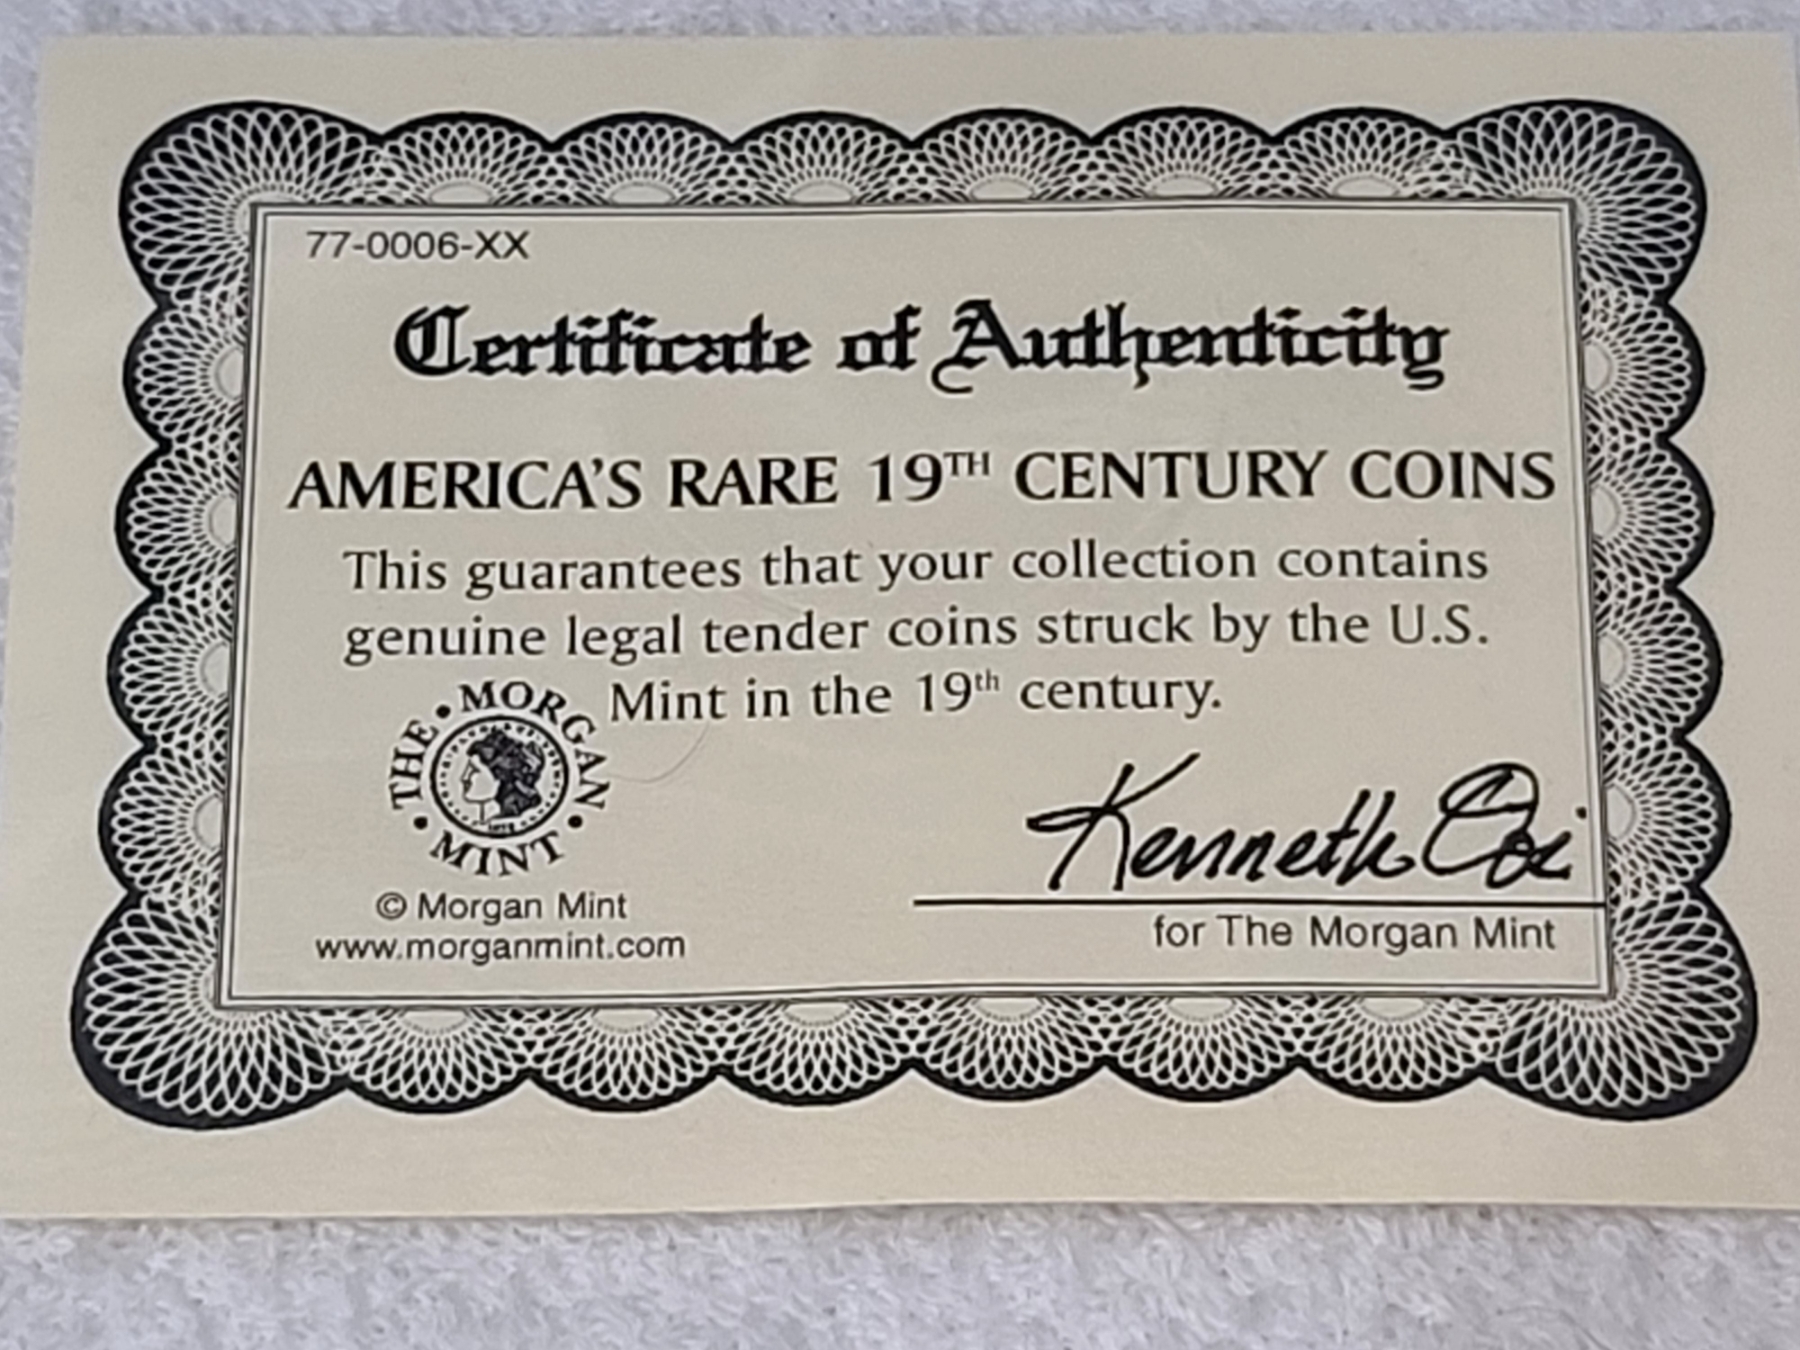 77-0006-XX
Certificate of Authenticity
AMERICA'S RARE 19TH CENTURY COINS
This guarantees that your collection contains
genuine legal tender coins struck by the U.S.
Mint in the 19th century.
THE • MORGAN • MINT •
© Morgan Mint
www.morganmint.com
Kenneth
for The Morgan Mint